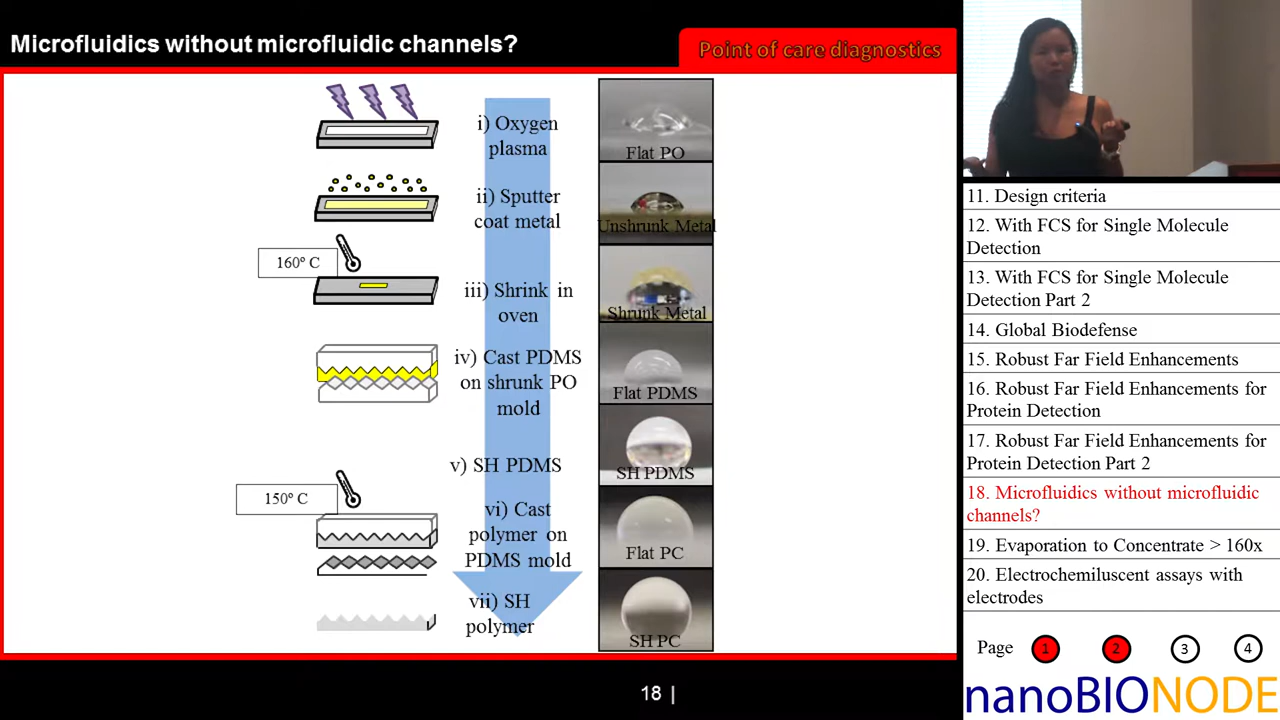 Microfluidics without microfluidic channels?
Point of care diagnostics
i) Oxygen
plasma
Flat PO
ii) Sputter
coat metal
Unshrunk Metal
160º C
iii) Shrink in
oven
Shrunk Metal
iv) Cast PDMS
on shrunk PO
mold
Flat PDMS
v) SH PDMS
SH PDMS
150º C
vi) Cast
polymer on
PDMS mold
Flat PC
vii) SH
polymer
SH PC
18 |
11. Design criteria
12. With FCS for Single Molecule
Detection
13. With FCS for Single Molecule
Detection Part 2
14. Global Biodefense
15. Robust Far Field Enhancements
16. Robust Far Field Enhancements for
Protein Detection
17. Robust Far Field Enhancements for
Protein Detection Part 2
18. Microfluidics without microfluidic
channels?
19. Evaporation to Concentrate > 160x
20. Electrochemiluscent assays with
electrodes
Page 1 2 3 4
nanoBIONODE